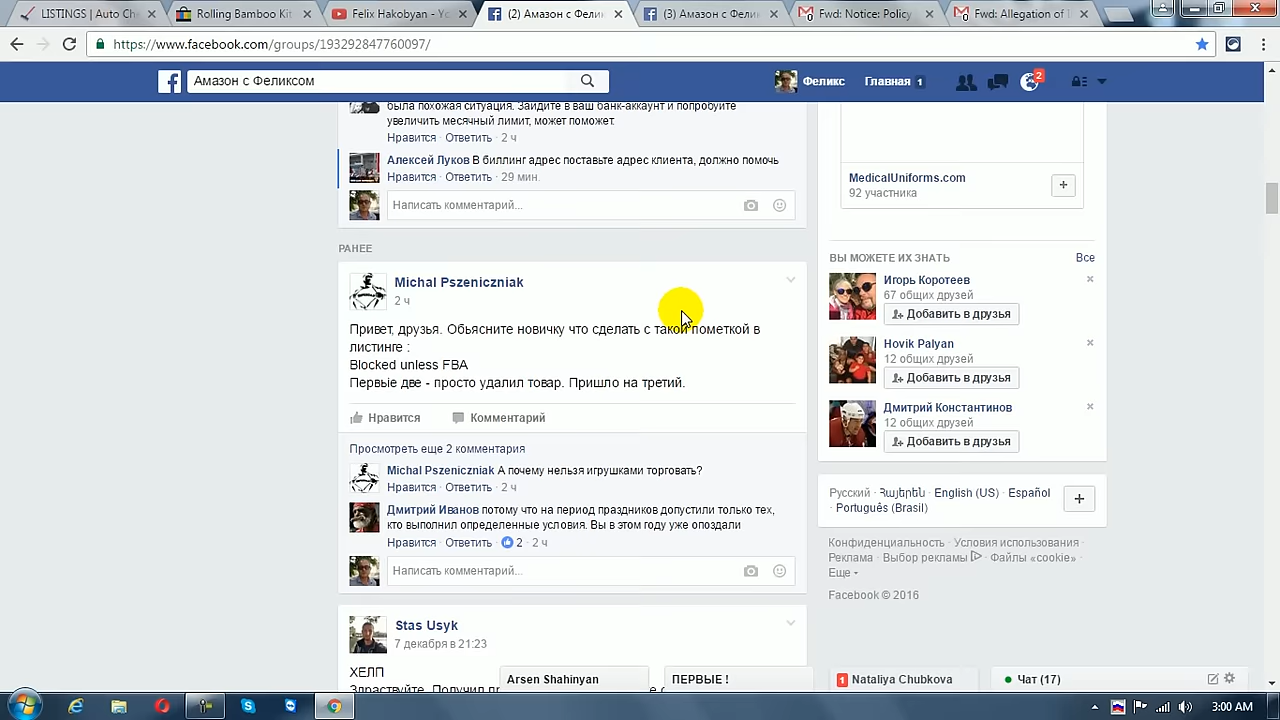 LISTINGS | Auto Ch
Rolling Bamboo Kit
Felix Hakobyan - 
(2) Амазон с Фели
(3) Амазон с Фели
Fwd: Notice: Policy
Fwd: Allegation of
https://www.facebook.com/groups/193292847760097/
Амазон с Феликсом
Феликс
Главная 1
2
была похожая ситуация. Зайдите в ваш банк-аккаунт и попробуйте
увеличить месячный лимит, может поможет.
Нравится · Ответить · 2 ч
Алексей Луков В биллинг адрес поставьте адрес клиента, должно помочь
Нравится · Ответить · 29 мин.
Написать комментарий...
РАНЕЕ
Michal Pszeniczniak
2 ч
Привет, друзья. Обьясните новичку что сделать с такой пометкой в
листинге :
Blocked unless FBA
Первые две - просто удалил товар. Пришло на третий.
Нравится
Комментарий
Просмотреть еще 2 комментария
Michal Pszeniczniak А почему нельзя игрушками торговать?
Нравится · Ответить · 2 ч
Дмитрий Иванов потому что на период праздников допустили только тех,
кто выполнил определенные условия. Вы в этом году уже опоздали
Нравится · Ответить · 2 · 2 ч
Написать комментарий...
Stas Usyk
7 декабря в 21:23
ХЕЛП
MedicalUniforms.com
92 участника
ВЫ МОЖЕТЕ ИХ ЗНАТЬ
Все
Игорь Коротеев
67 общих друзей
Добавить в друзья
Hovik Palyan
12 общих друзей
Добавить в друзья
Дмитрий Константинов
12 общих друзей
Добавить в друзья
Русский · Հայերեն · English (US) · Español
· Português (Brasil)
Конфиденциальность · Условия использования ·
Реклама · Выбор рекламы · Файлы «cookie» ·
Еще
Facebook © 2016
Arsen Shahinyan
ПЕРВЫЕ !
1 Nataliya Chubkova
Чат (17)
3:00 AM